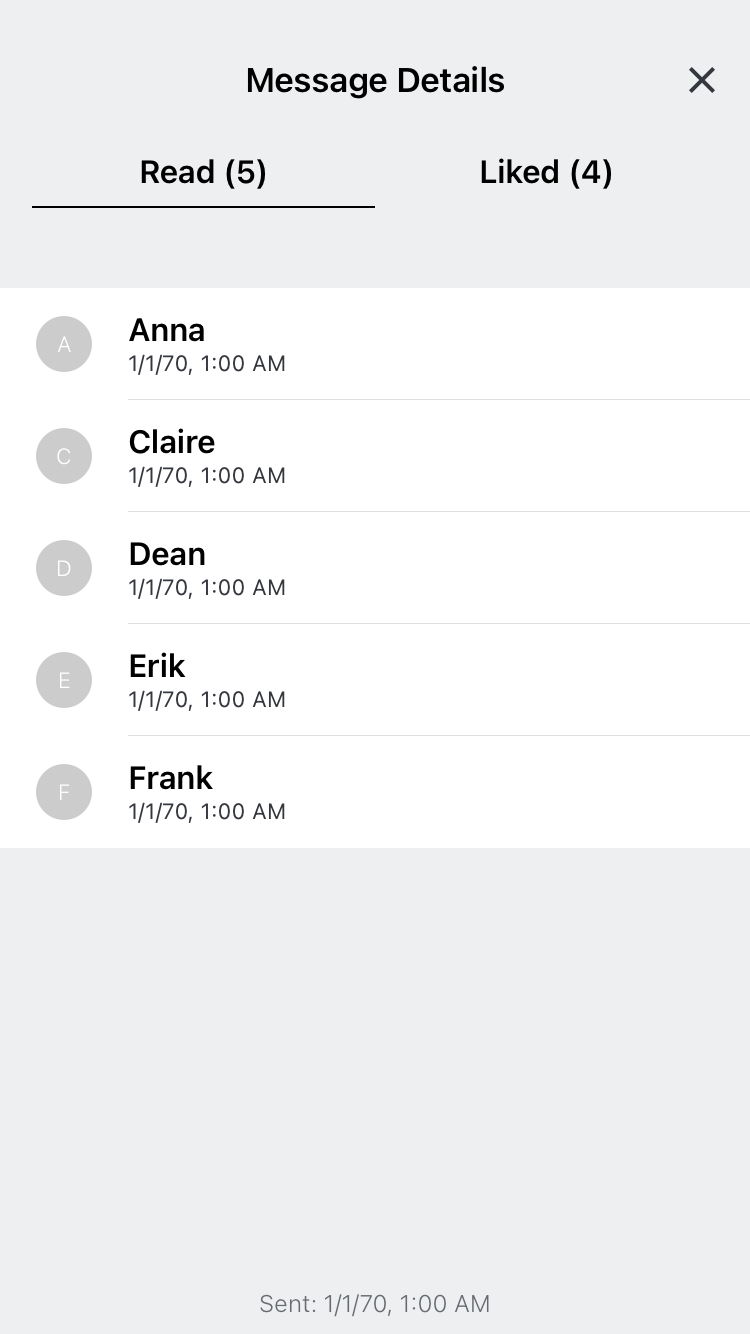 Message Details
Read (5)
Liked (4)
A
Anna
1/1/70, 1:00 AM
C
Claire
1/1/70, 1:00 AM
D
Dean
1/1/70, 1:00 AM
E
Erik
1/1/70, 1:00 AM
F
Frank
1/1/70, 1:00 AM
Sent: 1/1/70, 1:00 AM